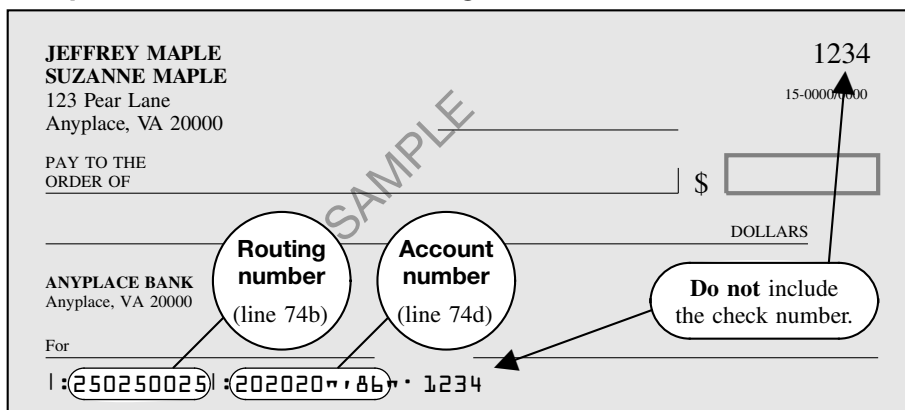 JEFFREY MAPLE
SUZANNE MAPLE
123 Pear Lane
Anyplace, VA 20000
1234
15-0000/0000
SAMPLE
PAY TO THE
ORDER OF
$
DOLLARS
ANYPLACE BANK
Anyplace, VA 20000
Routing
number
(line 74b)
Account
number
(line 74d)
Do not include
the check number.
For
|:250250025|:202020"'86". 1234